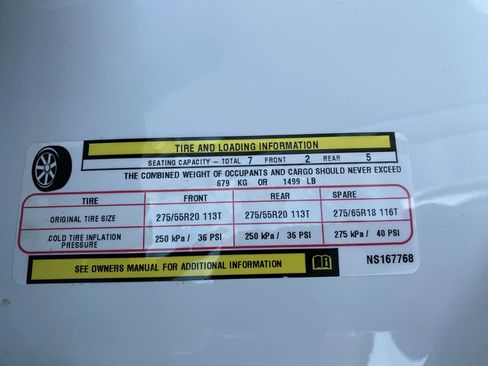 TIRE AND LOADING INFORMATION
SEATING CAPACITY - TOTAL 7 FRONT 2 REAR 5
THE COMBINED WEIGHT OF OCCUPANTS AND CARGO SHOULD NEVER EXCEED
679 KG OR 1499 LB
TIRE FRONT REAR SPARE
ORIGINAL TIRE SIZE 275/55R20 113T 275/55R20 113T 275/65R18 116T
COLD TIRE INFLATION PRESSURE 250 kPa / 36 PSI 250 kPa / 36 PSI 275 kPa / 40 PSI
SEE OWNERS MANUAL FOR ADDITIONAL INFORMATION NS167768